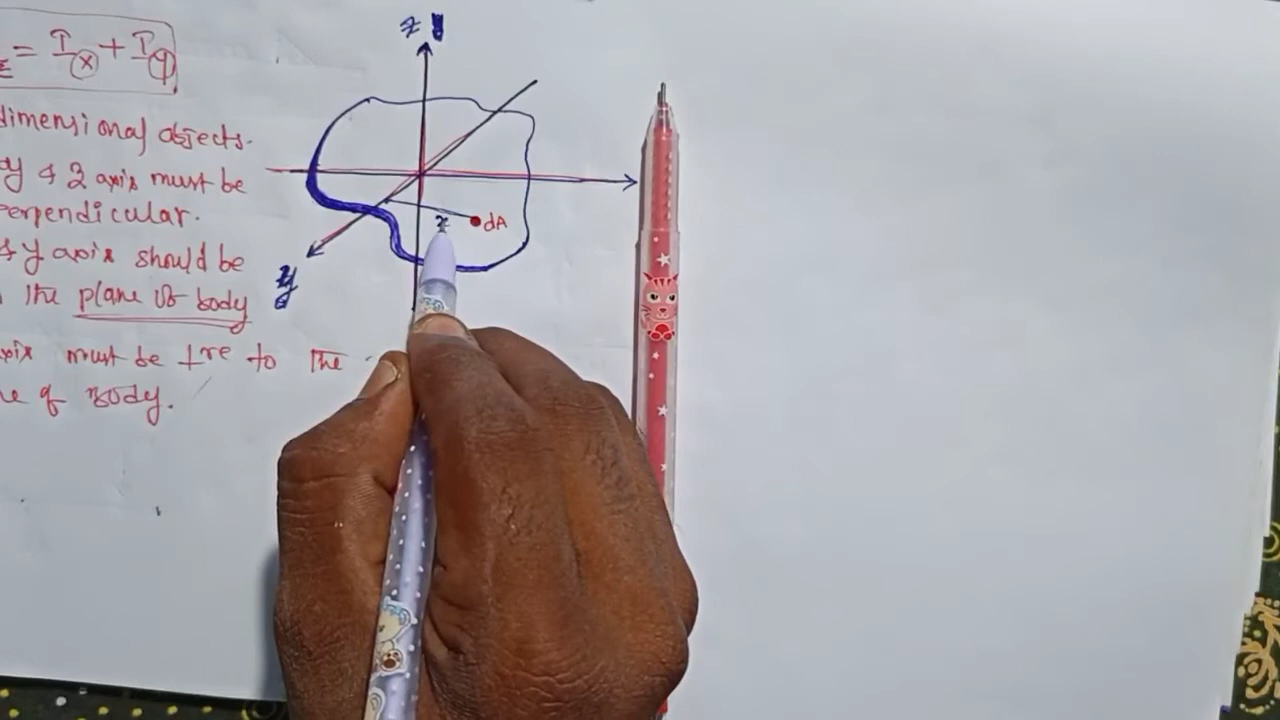 = I x + I y
dimensional objects.
y & z axis must be
perpendicular.
& y axis should be
the plane of body
axis must be ⊥re to the
of Body.
z
y
x
dA